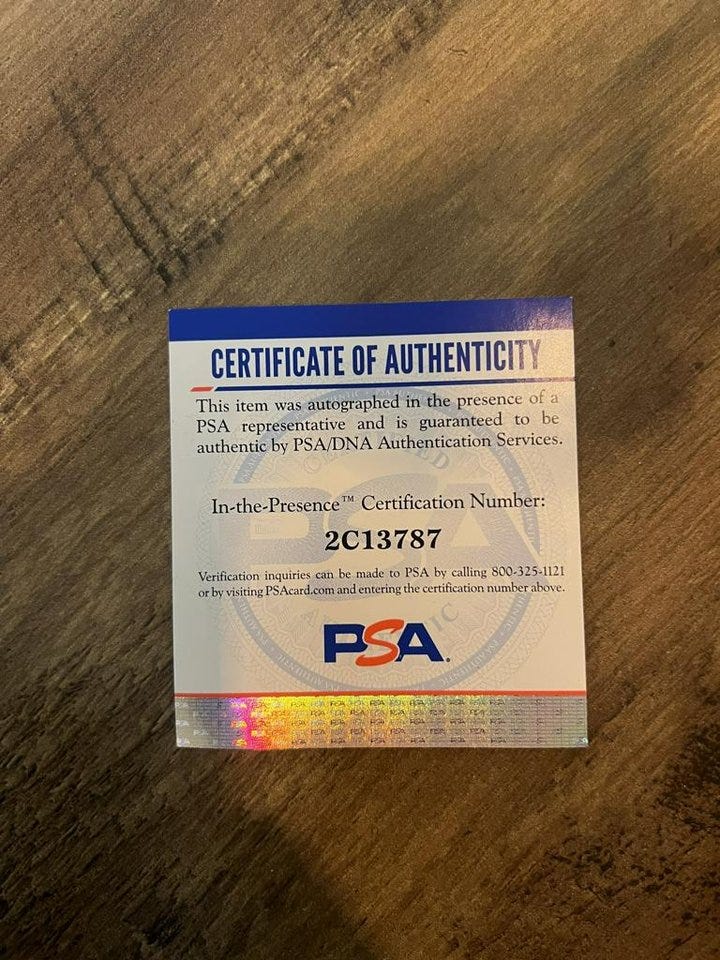 CERTIFICATE OF AUTHENTICITY
This item was autographed in the presence of a
PSA representative and is guaranteed to be
authentic by PSA/DNA Authentication Services.
In-the-Presence™ Certification Number:
2C13787
Verification inquiries can be made to PSA by calling 800-325-1121
or by visiting PSAcard.com and entering the certification number above.
PSA.